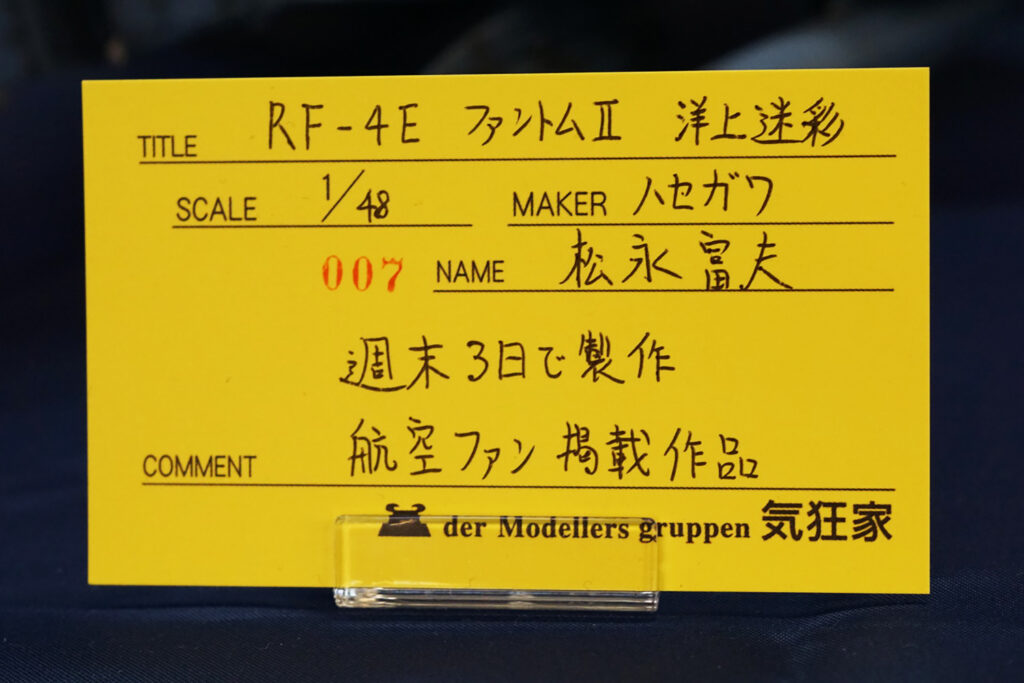 TITLE RF-4E ファントムⅡ 洋上迷彩
SCALE 1/48 MAKER ハセガワ
007 NAME 松永富夫
週末3日で製作
COMMENT 航空ファン掲載作品
der Modellers gruppen 気狂家